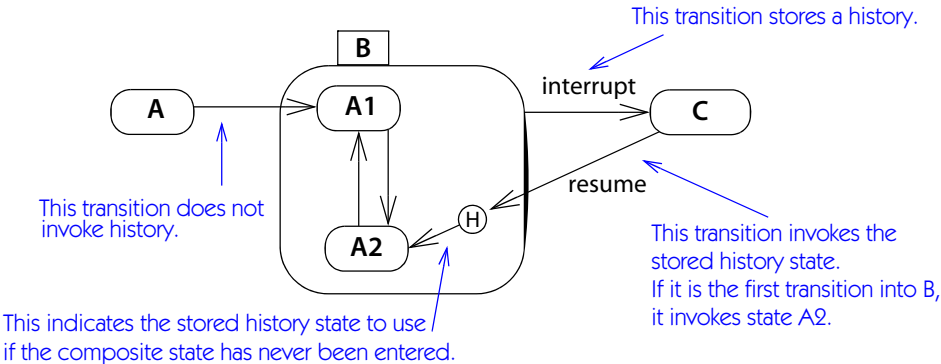 This transition stores a history.
B
interrupt
A
A1
C
resume
H
This transition does not
invoke history.
A2
This transition invokes the
stored history state.
If it is the first transition into B,
it invokes state A2.
This indicates the stored history state to use
if the composite state has never been entered.